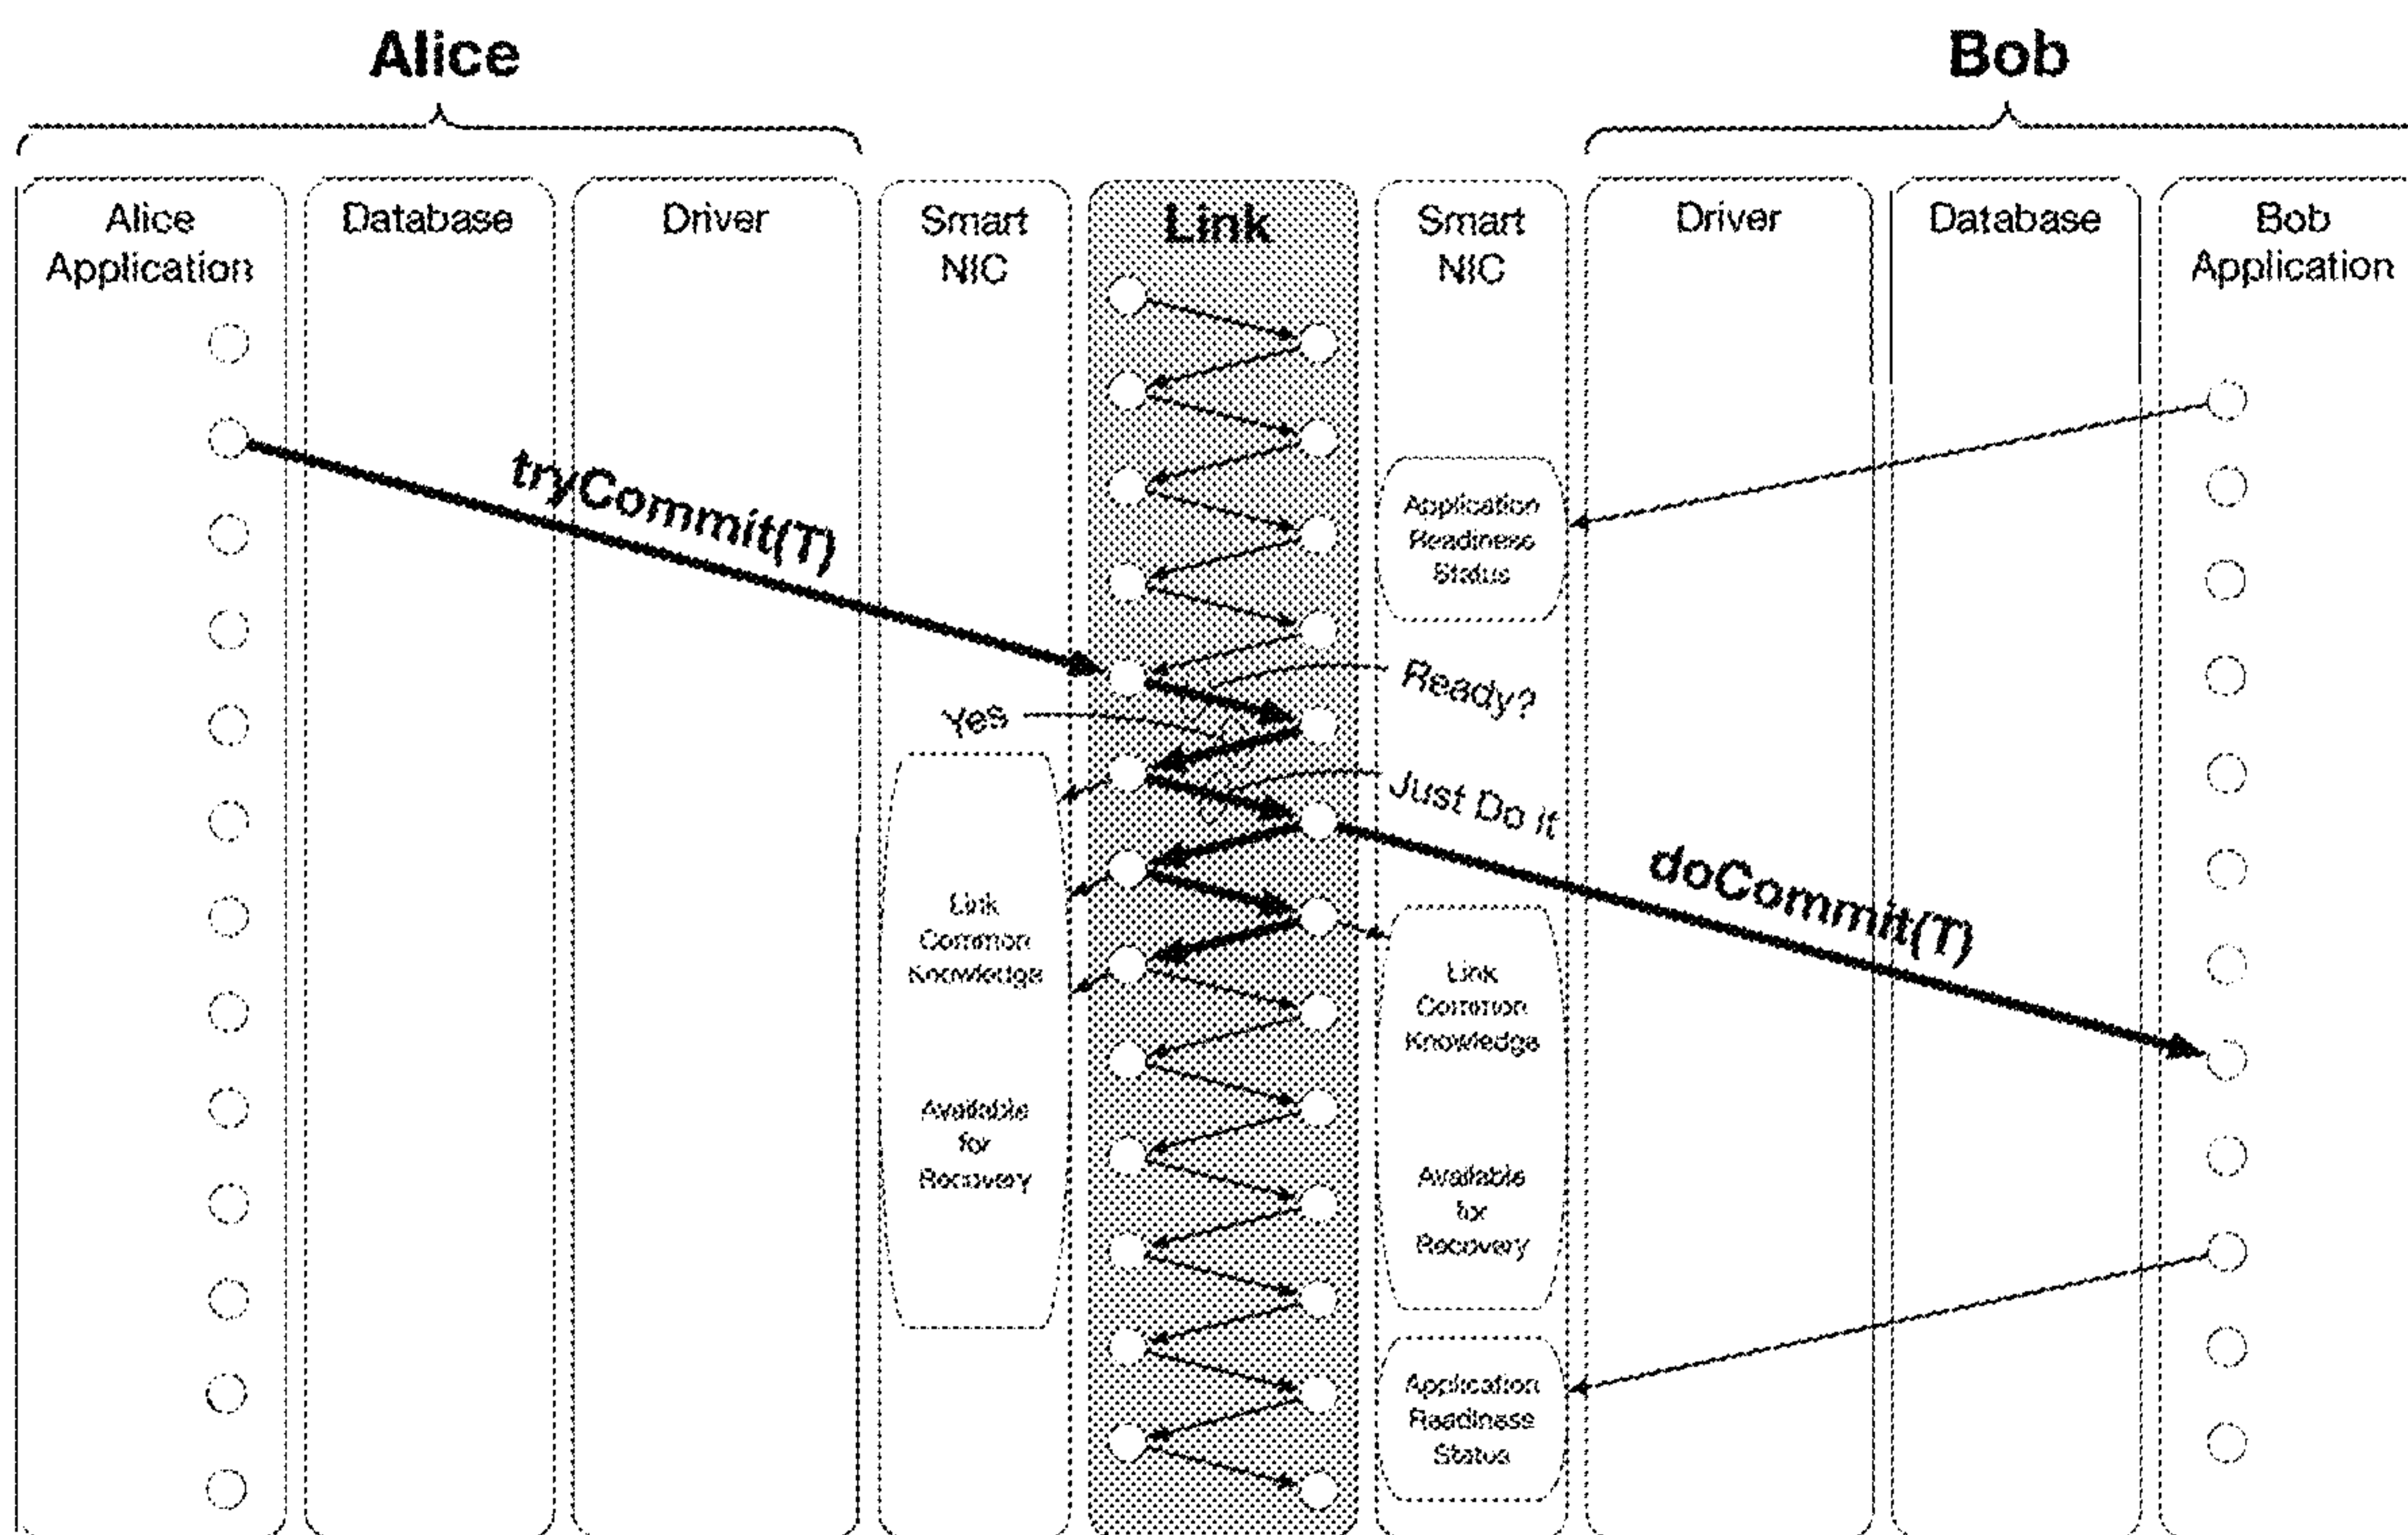 Alice
Bob
Alice
Application
Database
Driver
Smart
NIC
Link
Smart
NIC
Driver
Database
Bob
Application
tryCommit(T)
Application
Readiness
Status
Ready?
Yes
Just Do it
doCommit(T)
Link
Common
Knowledge
Available
for
Recovery
Link
Common
Knowledge
Available
for
Recovery
Application
Readiness
Status